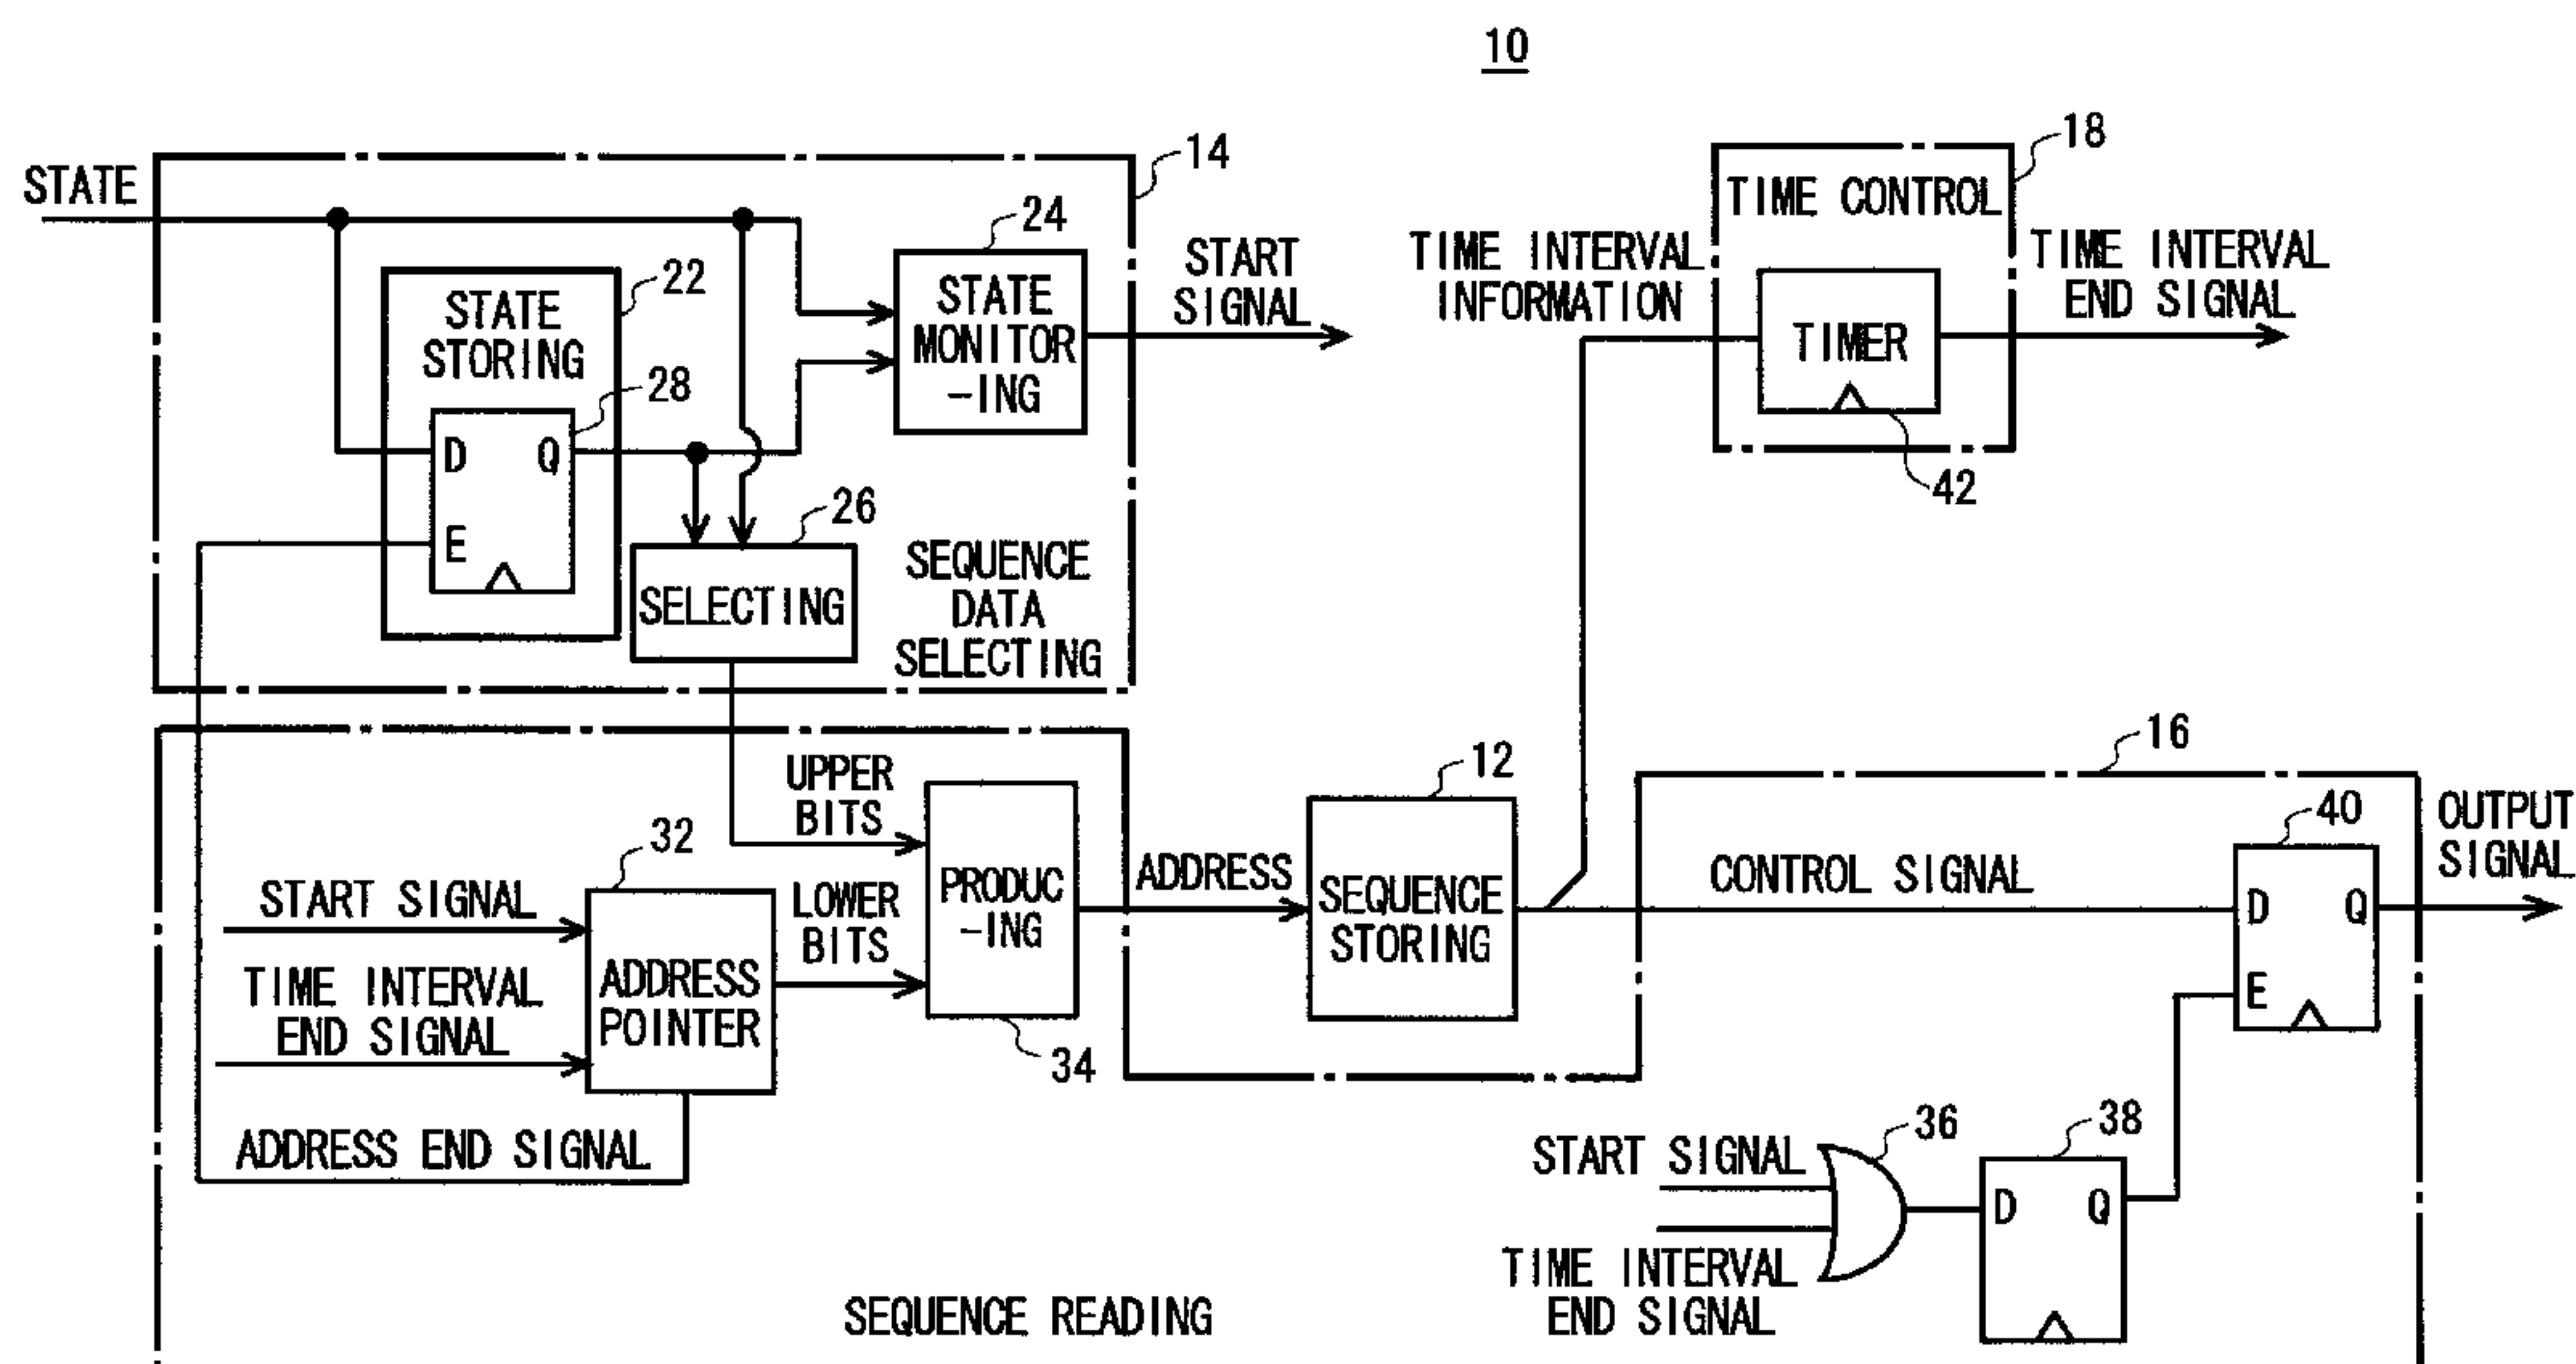 10
STATE
14
22
STATE
STORING
28
D Q
E
24
STATE
MONITOR
-ING
START
SIGNAL
26
SELECTING
SEQUENCE
DATA
SELECTING
18
TIME CONTROL
TIME INTERVAL
INFORMATION
TIMER
42
TIME INTERVAL
END SIGNAL
UPPER
BITS
32
START SIGNAL
TIME INTERVAL
END SIGNAL
ADDRESS
POINTER
LOWER
BITS
PRODUC
-ING
34
ADDRESS END SIGNAL
ADDRESS
12
SEQUENCE
STORING
16
CONTROL SIGNAL
40
D Q
E
OUTPUT
SIGNAL
START SIGNAL
36
TIME INTERVAL
END SIGNAL
38
D Q
SEQUENCE READING